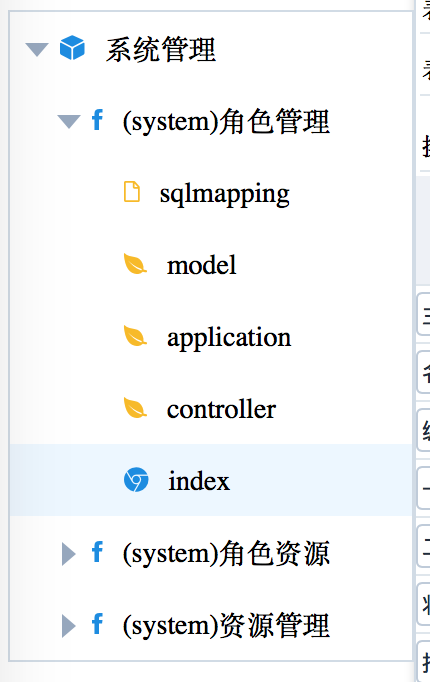 系统管理
(system)角色管理
sqlmapping
model
application
controller
index
(system)角色资源
(system)资源管理